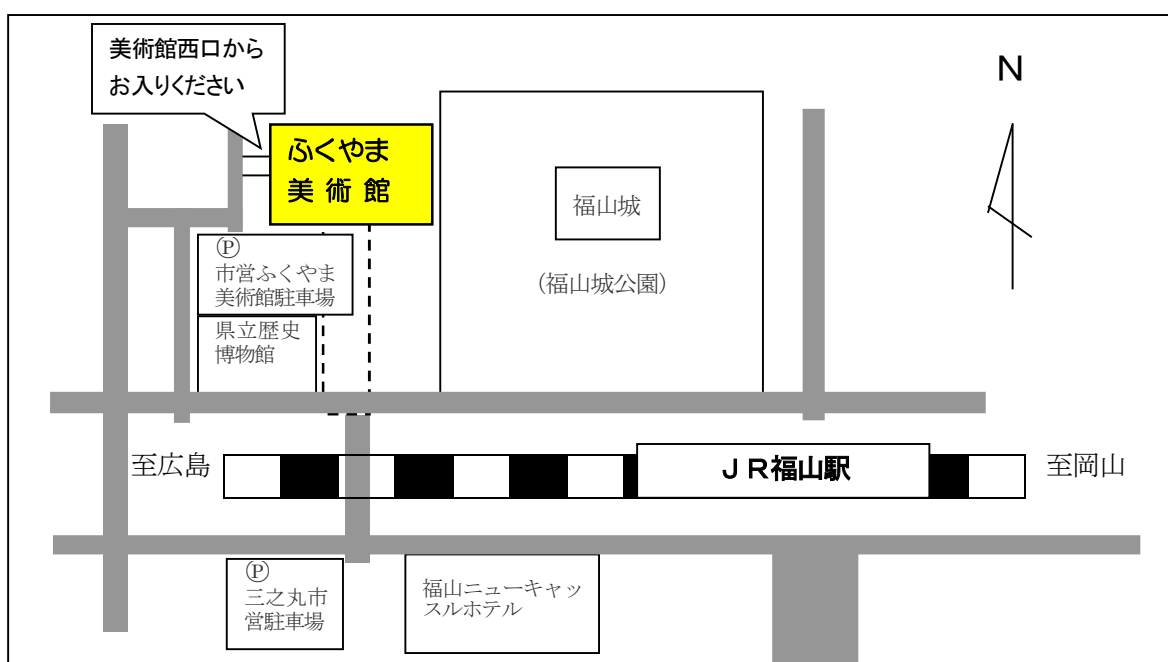 美術館西口から
お入りください
N
ふくやま
美術館
福山城
(福山城公園)
Ⓟ
市営ふくやま
美術館駐車場
県立歴史
博物館
至広島
JR福山駅
至岡山
Ⓟ
三之丸市
営駐車場
福山ニューキャッ
スルホテル